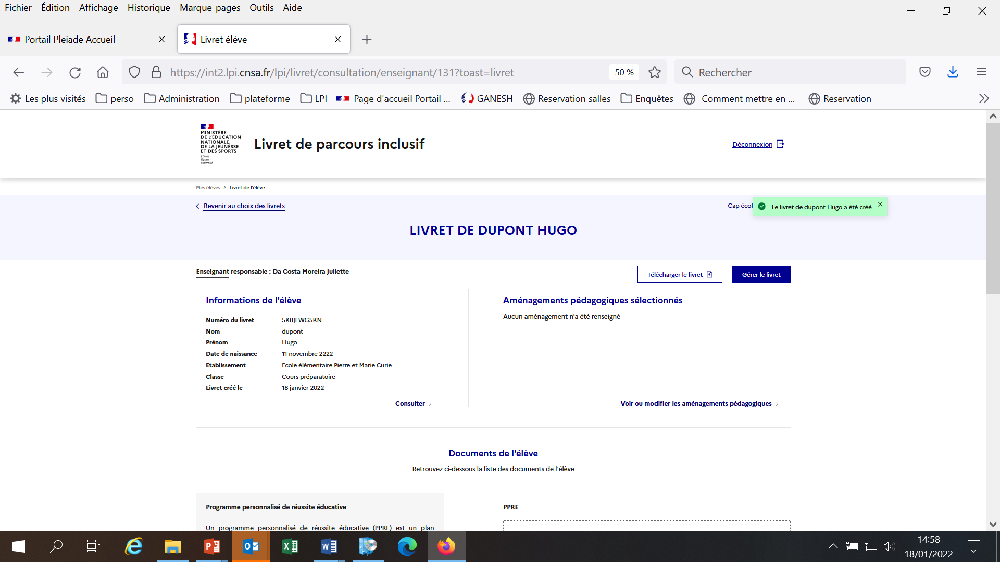 Fichier Édition Affichage Historique Marque-pages Outils Aide
Portail Pleiade Accueil
Livret élève
https://int2.lpi.cnsa.fr/lpi/livret/consultation/enseignant/131?toast=livret
50 %
Rechercher
Les plus visités perso Administration plateforme LPI Page d'accueil Portail ... GANESH Reservation salles Enquêtes Comment mettre en ... Reservation
MINISTÈRE
DE L'ÉDUCATION
NATIONALE,
DE LA JEUNESSE
ET DES SPORTS
Liberté
Égalité
Fraternité
Livret de parcours inclusif
Déconnexion
Mes élèves > Livret de l'élève
Revenir au choix des livrets
Cap écol
Le livret de dupont Hugo a été créé
LIVRET DE DUPONT HUGO
Enseignant responsable : Da Costa Moreira Juliette
Télécharger le livret
Gérer le livret
Informations de l'élève
Numéro du livret 5K8JEWG5KN
Nom dupont
Prénom Hugo
Date de naissance 11 novembre 2222
Etablissement Ecole élémentaire Pierre et Marie Curie
Classe Cours préparatoire
Livret créé le 18 janvier 2022
Consulter
Aménagements pédagogiques sélectionnés
Aucun aménagement n'a été renseigné
Voir ou modifier les aménagements pédagogiques
Documents de l'élève
Retrouvez ci-dessous la liste des documents de l'élève
Programme personnalisé de réussite éducative
Un programme personnalisé de réussite éducative (PPRE) est un plan
PPRE
14:58
18/01/2022